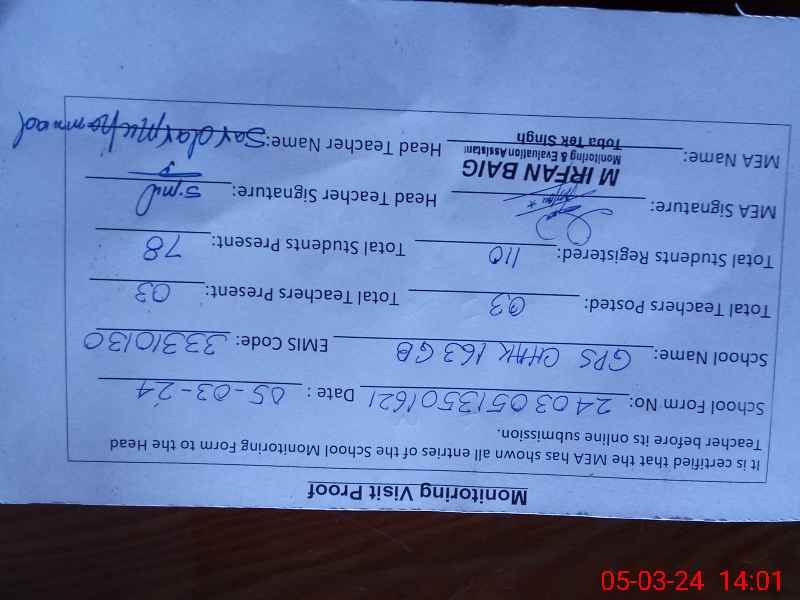 Monitoring Visit Proof
It is certified that the MEA has shown all entries of the School Monitoring Form to the Head
Teacher before its online submission.
School Form No: 24030513501621 Date : 05-03-24
School Name: GPS CHAK 163 GB EMIS Code: 33310130
Total Teachers Posted: 03 Total Teachers Present: 03
Total Students Registered: 110 Total Students Present: 78
MEA Signature: Head Teacher Signature:
M IRFAN BAIG
Monitoring & Evaluation Assistant
Toba Tek Singh
MEA Name: Head Teacher Name: Sardar Muhammad
05-03-24 14:01